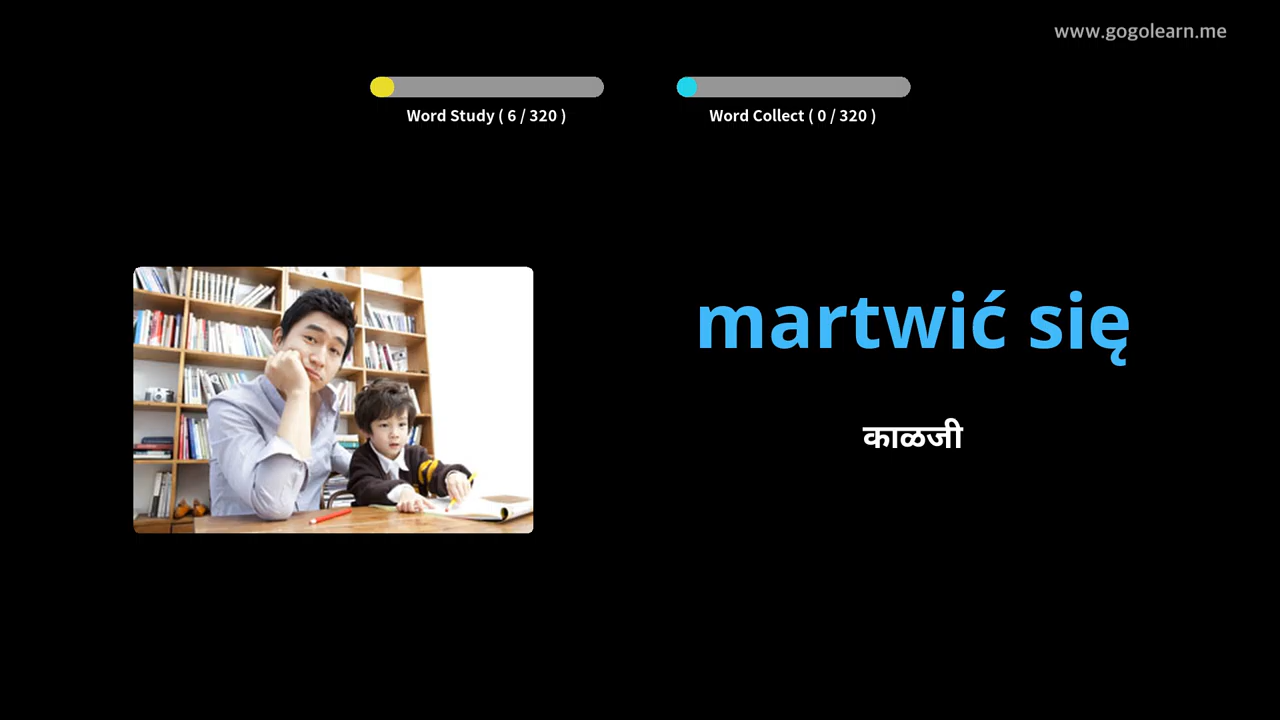 www.gogolearn.me
Word Study ( 6 / 320 )
Word Collect ( 0 / 320 )
martwić się
काळजी